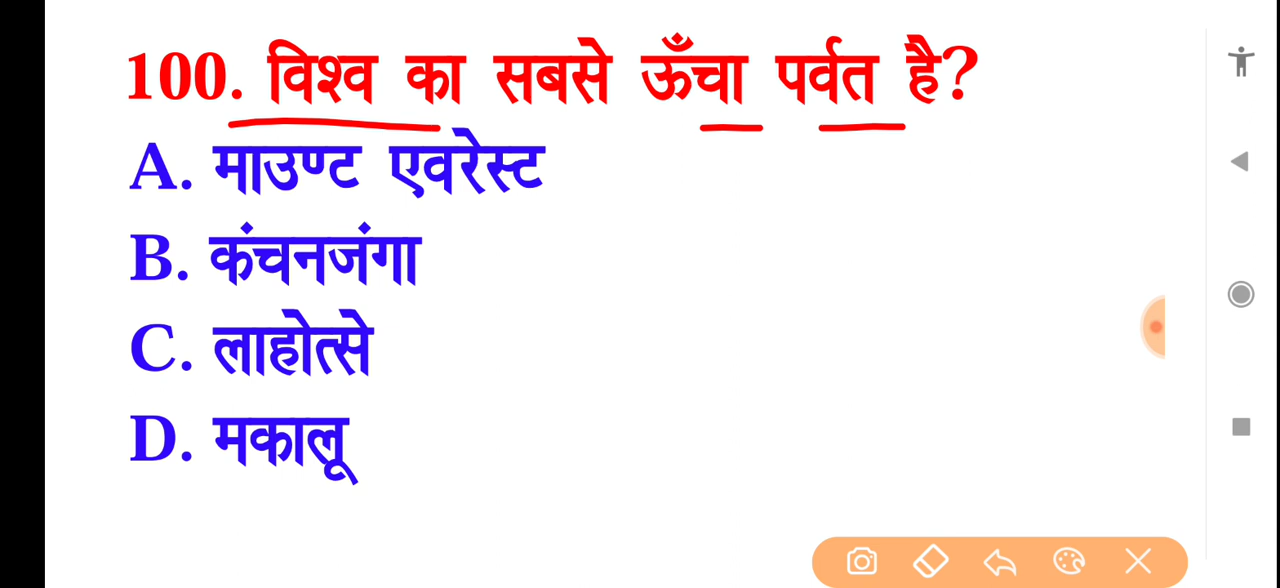 100. विश्व का सबसे ऊँचा पर्वत है?
A. माउण्ट एवरेस्ट
B. कंचनजंगा
C. लाहोत्से
D. मकालू